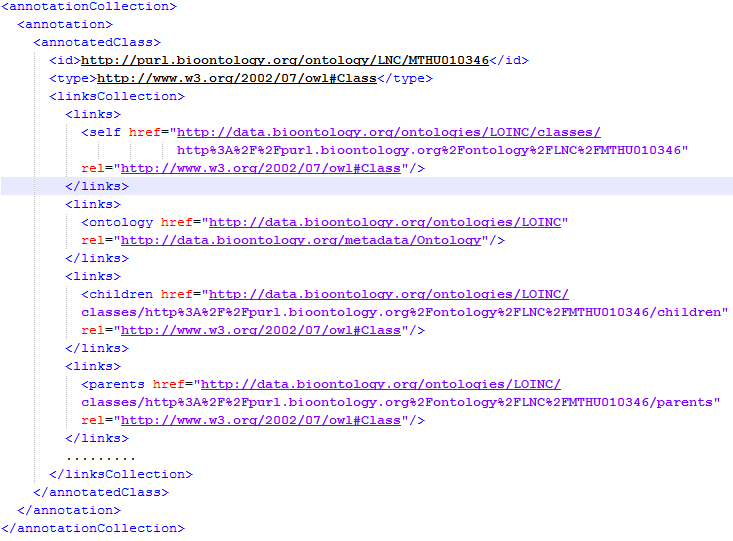 <annotationCollection>
<annotation>
<annotatedClass>
<id>http://purl.bioontology.org/ontology/LNC/MTHU010346</id>
<type>http://www.w3.org/2002/07/owl#Class</type>
<linksCollection>
<links>
<self href="http://data.bioontology.org/ontologies/LOINC/classes/
http%3A%2F%2Fpurl.bioontology.org%2Fontology%2FLNC%2FMTHU010346"
rel="http://www.w3.org/2002/07/owl#Class"/>
</links>
<links>
<ontology href="http://data.bioontology.org/ontologies/LOINC"
rel="http://data.bioontology.org/metadata/Ontology"/>
</links>
<links>
<children href="http://data.bioontology.org/ontologies/LOINC/
classes/http%3A%2F%2Fpurl.bioontology.org%2Fontology%2FLNC%2FMTHU010346/children"
rel="http://www.w3.org/2002/07/owl#Class"/>
</links>
<links>
<parents href="http://data.bioontology.org/ontologies/LOINC/
classes/http%3A%2F%2Fpurl.bioontology.org%2Fontology%2FLNC%2FMTHU010346/parents"
rel="http://www.w3.org/2002/07/owl#Class"/>
</links>
.........
</linksCollection>
</annotatedClass>
</annotation>
</annotationCollection>